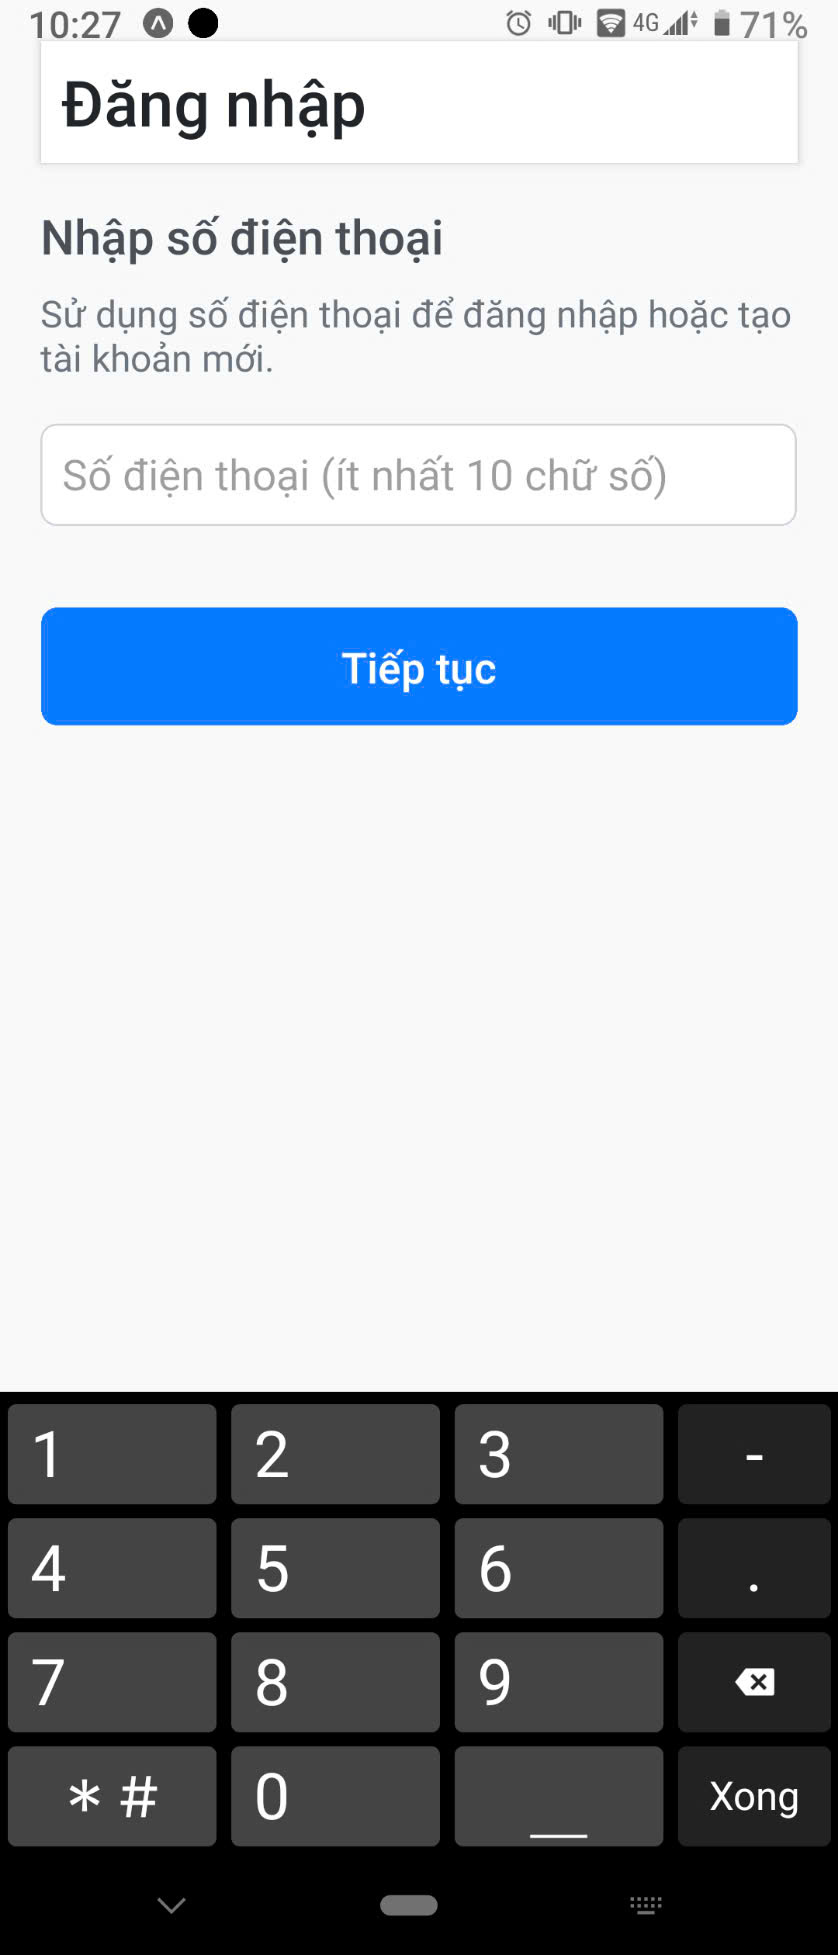 10:27 4G 71%
Đăng nhập
Nhập số điện thoại
Sử dụng số điện thoại để đăng nhập hoặc tạo
tài khoản mới.
Số điện thoại (ít nhất 10 chữ số)
Tiếp tục
1 2 3 -
4 5 6 .
7 8 9
* # 0 _ Xong